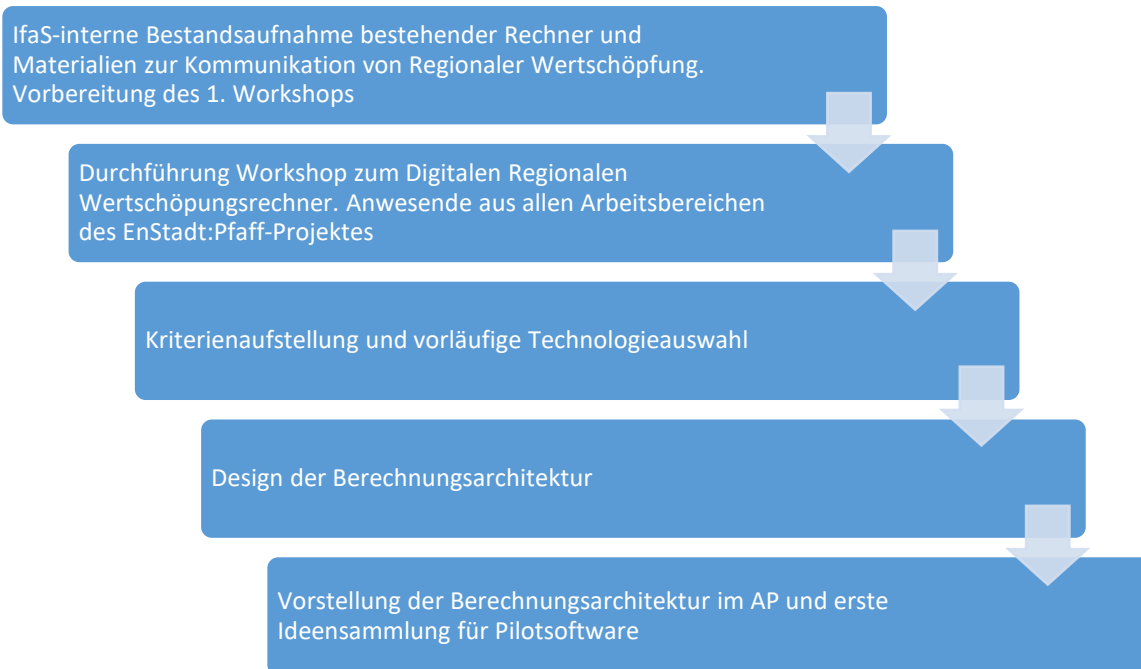 IfaS-interne Bestandsaufnahme bestehender Rechner und
Materialien zur Kommunikation von Regionaler Wertschöpfung.
Vorbereitung des 1. Workshops
Durchführung Workshop zum Digitalen Regionalen
Wertschöpungsrechner. Anwesende aus allen Arbeitsbereichen
des EnStadt:Pfaff-Projektes
Kriterienaufstellung und vorläufige Technologieauswahl
Design der Berechnungsarchitektur
Vorstellung der Berechnungsarchitektur im AP und erste
Ideensammlung für Pilotsoftware